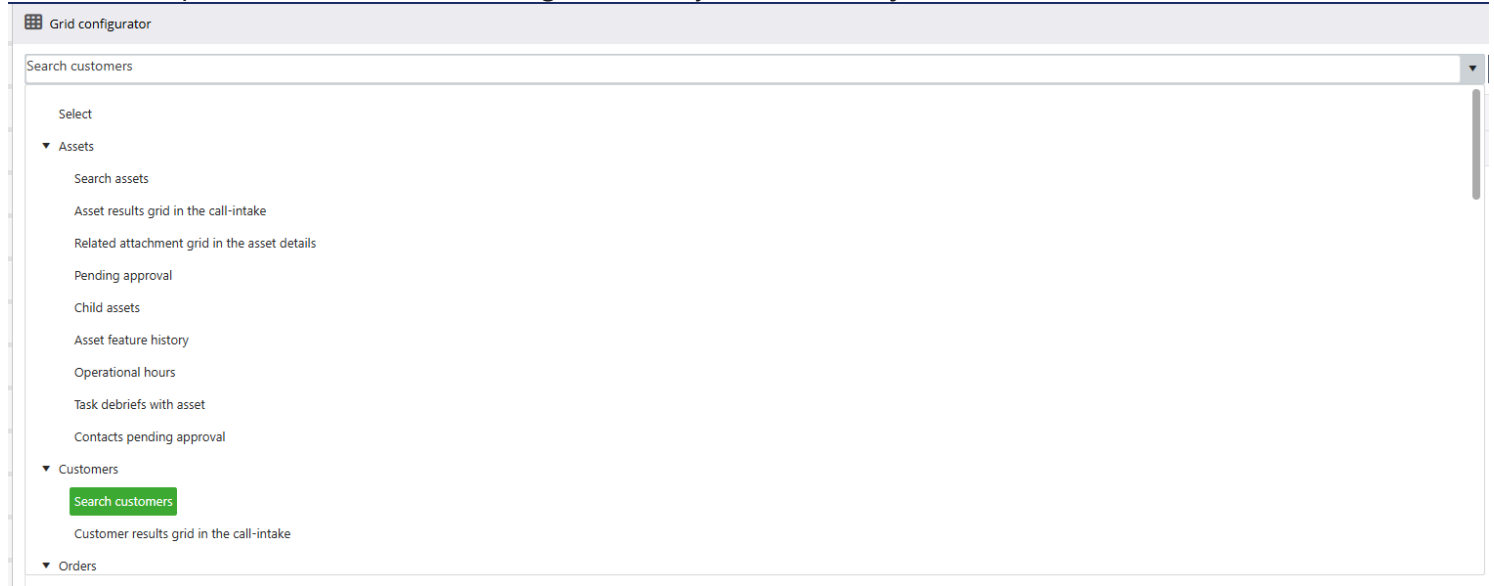 Grid configurator
Search customers
Select
Assets
Search assets
Asset results grid in the call-intake
Related attachment grid in the asset details
Pending approval
Child assets
Asset feature history
Operational hours
Task debriefs with asset
Contacts pending approval
Customers
Search customers
Customer results grid in the call-intake
Orders